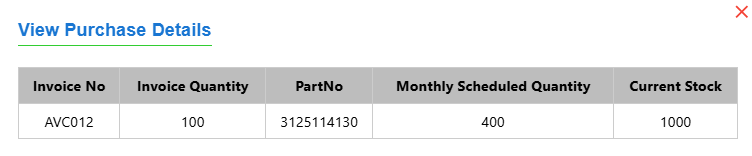 View Purchase Details
Invoice No Invoice Quantity PartNo Monthly Scheduled Quantity Current Stock
AVC012 100 3125114130 400 1000